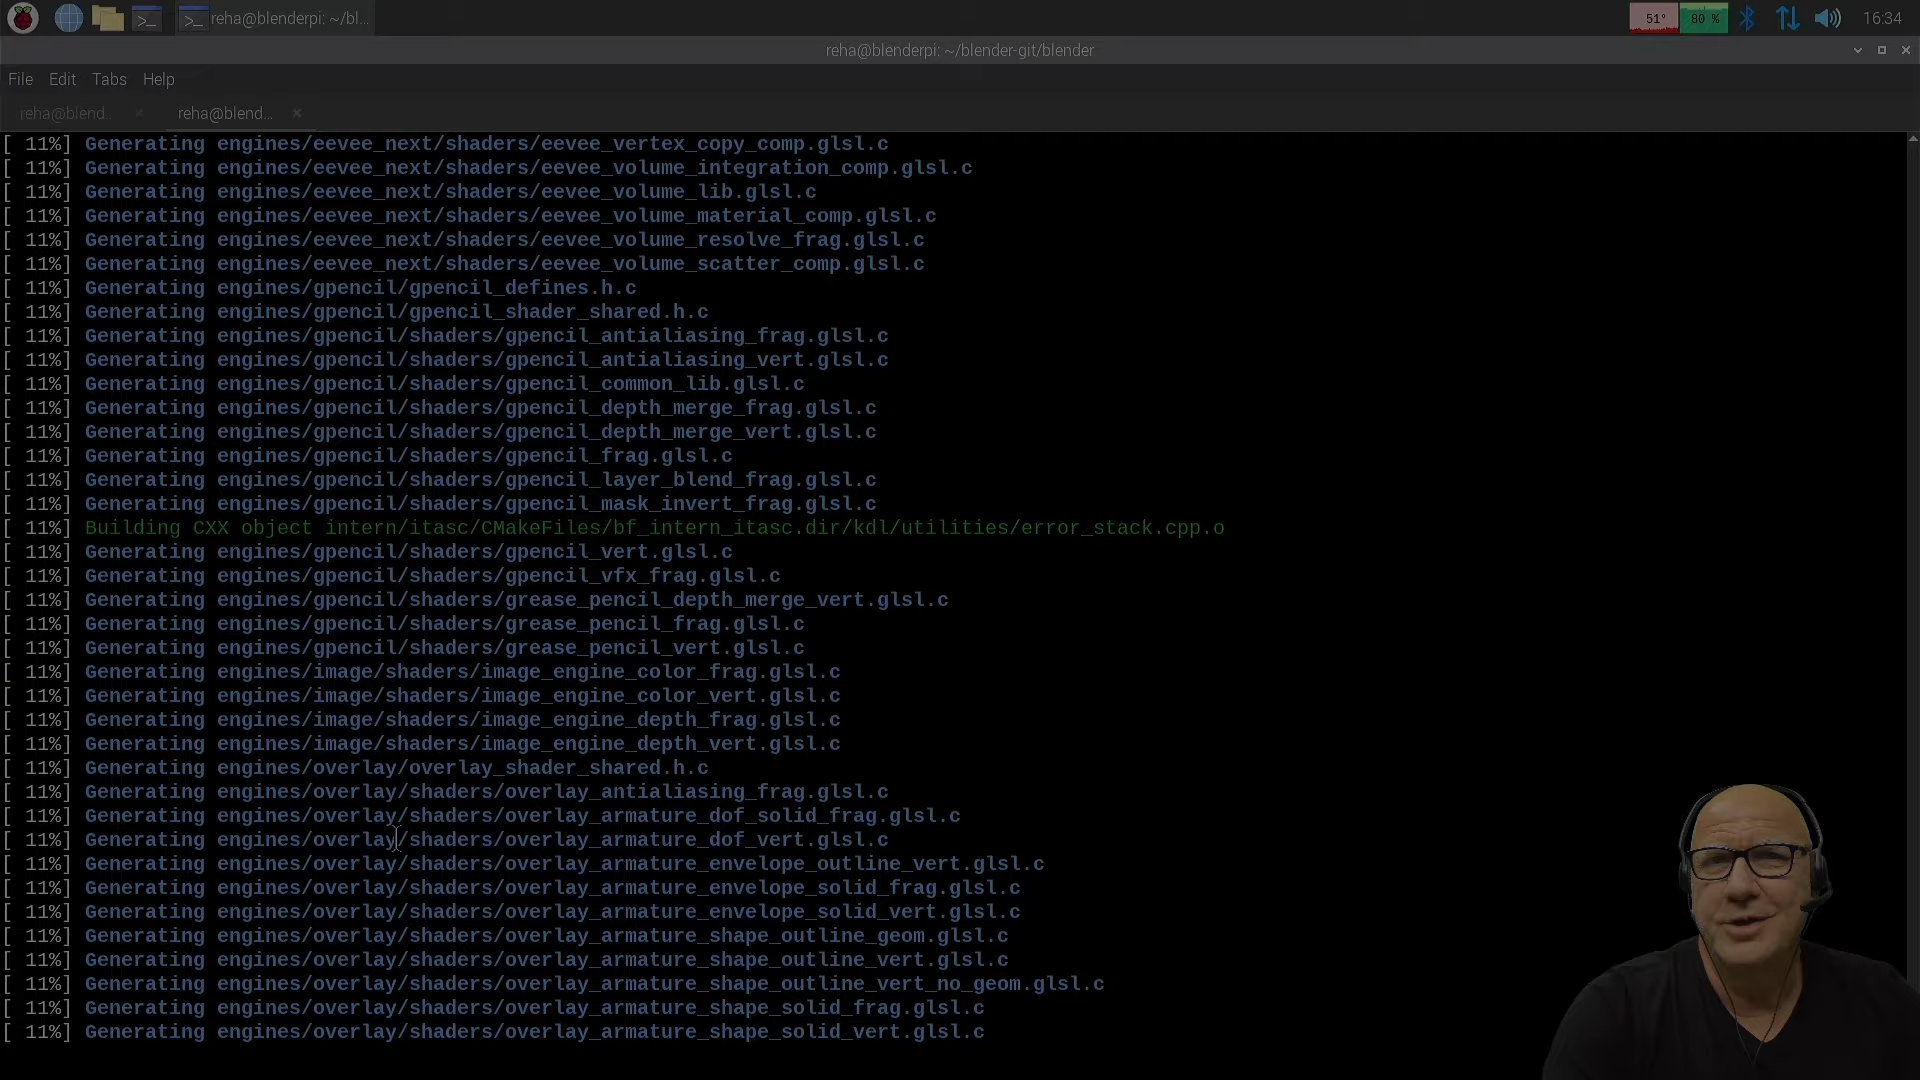 reha@blenderpi: ~/bl...
51° 80 % 16:34
reha@blenderpi: ~/blender-git/blender
File Edit Tabs Help
reha@blend... × reha@blend... ×
[ 11%] Generating engines/eevee_next/shaders/eevee_vertex_copy_comp.glsl.c
[ 11%] Generating engines/eevee_next/shaders/eevee_volume_integration_comp.glsl.c
[ 11%] Generating engines/eevee_next/shaders/eevee_volume_lib.glsl.c
[ 11%] Generating engines/eevee_next/shaders/eevee_volume_material_comp.glsl.c
[ 11%] Generating engines/eevee_next/shaders/eevee_volume_resolve_frag.glsl.c
[ 11%] Generating engines/eevee_next/shaders/eevee_volume_scatter_comp.glsl.c
[ 11%] Generating engines/gpencil/gpencil_defines.h.c
[ 11%] Generating engines/gpencil/gpencil_shader_shared.h.c
[ 11%] Generating engines/gpencil/shaders/gpencil_antialiasing_frag.glsl.c
[ 11%] Generating engines/gpencil/shaders/gpencil_antialiasing_vert.glsl.c
[ 11%] Generating engines/gpencil/shaders/gpencil_common_lib.glsl.c
[ 11%] Generating engines/gpencil/shaders/gpencil_depth_merge_frag.glsl.c
[ 11%] Generating engines/gpencil/shaders/gpencil_depth_merge_vert.glsl.c
[ 11%] Generating engines/gpencil/shaders/gpencil_frag.glsl.c
[ 11%] Generating engines/gpencil/shaders/gpencil_layer_blend_frag.glsl.c
[ 11%] Generating engines/gpencil/shaders/gpencil_mask_invert_frag.glsl.c
[ 11%] Building CXX object intern/itasc/CMakeFiles/bf_intern_itasc.dir/kdl/utilities/error_stack.cpp.o
[ 11%] Generating engines/gpencil/shaders/gpencil_vert.glsl.c
[ 11%] Generating engines/gpencil/shaders/gpencil_vfx_frag.glsl.c
[ 11%] Generating engines/gpencil/shaders/grease_pencil_depth_merge_vert.glsl.c
[ 11%] Generating engines/gpencil/shaders/grease_pencil_frag.glsl.c
[ 11%] Generating engines/gpencil/shaders/grease_pencil_vert.glsl.c
[ 11%] Generating engines/image/shaders/image_engine_color_frag.glsl.c
[ 11%] Generating engines/image/shaders/image_engine_color_vert.glsl.c
[ 11%] Generating engines/image/shaders/image_engine_depth_frag.glsl.c
[ 11%] Generating engines/image/shaders/image_engine_depth_vert.glsl.c
[ 11%] Generating engines/overlay/overlay_shader_shared.h.c
[ 11%] Generating engines/overlay/shaders/overlay_antialiasing_frag.glsl.c
[ 11%] Generating engines/overlay/shaders/overlay_armature_dof_solid_frag.glsl.c
[ 11%] Generating engines/overlay/shaders/overlay_armature_dof_vert.glsl.c
[ 11%] Generating engines/overlay/shaders/overlay_armature_envelope_outline_vert.glsl.c
[ 11%] Generating engines/overlay/shaders/overlay_armature_envelope_solid_frag.glsl.c
[ 11%] Generating engines/overlay/shaders/overlay_armature_envelope_solid_vert.glsl.c
[ 11%] Generating engines/overlay/shaders/overlay_armature_shape_outline_geom.glsl.c
[ 11%] Generating engines/overlay/shaders/overlay_armature_shape_outline_vert.glsl.c
[ 11%] Generating engines/overlay/shaders/overlay_armature_shape_outline_vert_no_geom.glsl.c
[ 11%] Generating engines/overlay/shaders/overlay_armature_shape_solid_frag.glsl.c
[ 11%] Generating engines/overlay/shaders/overlay_armature_shape_solid_vert.glsl.c